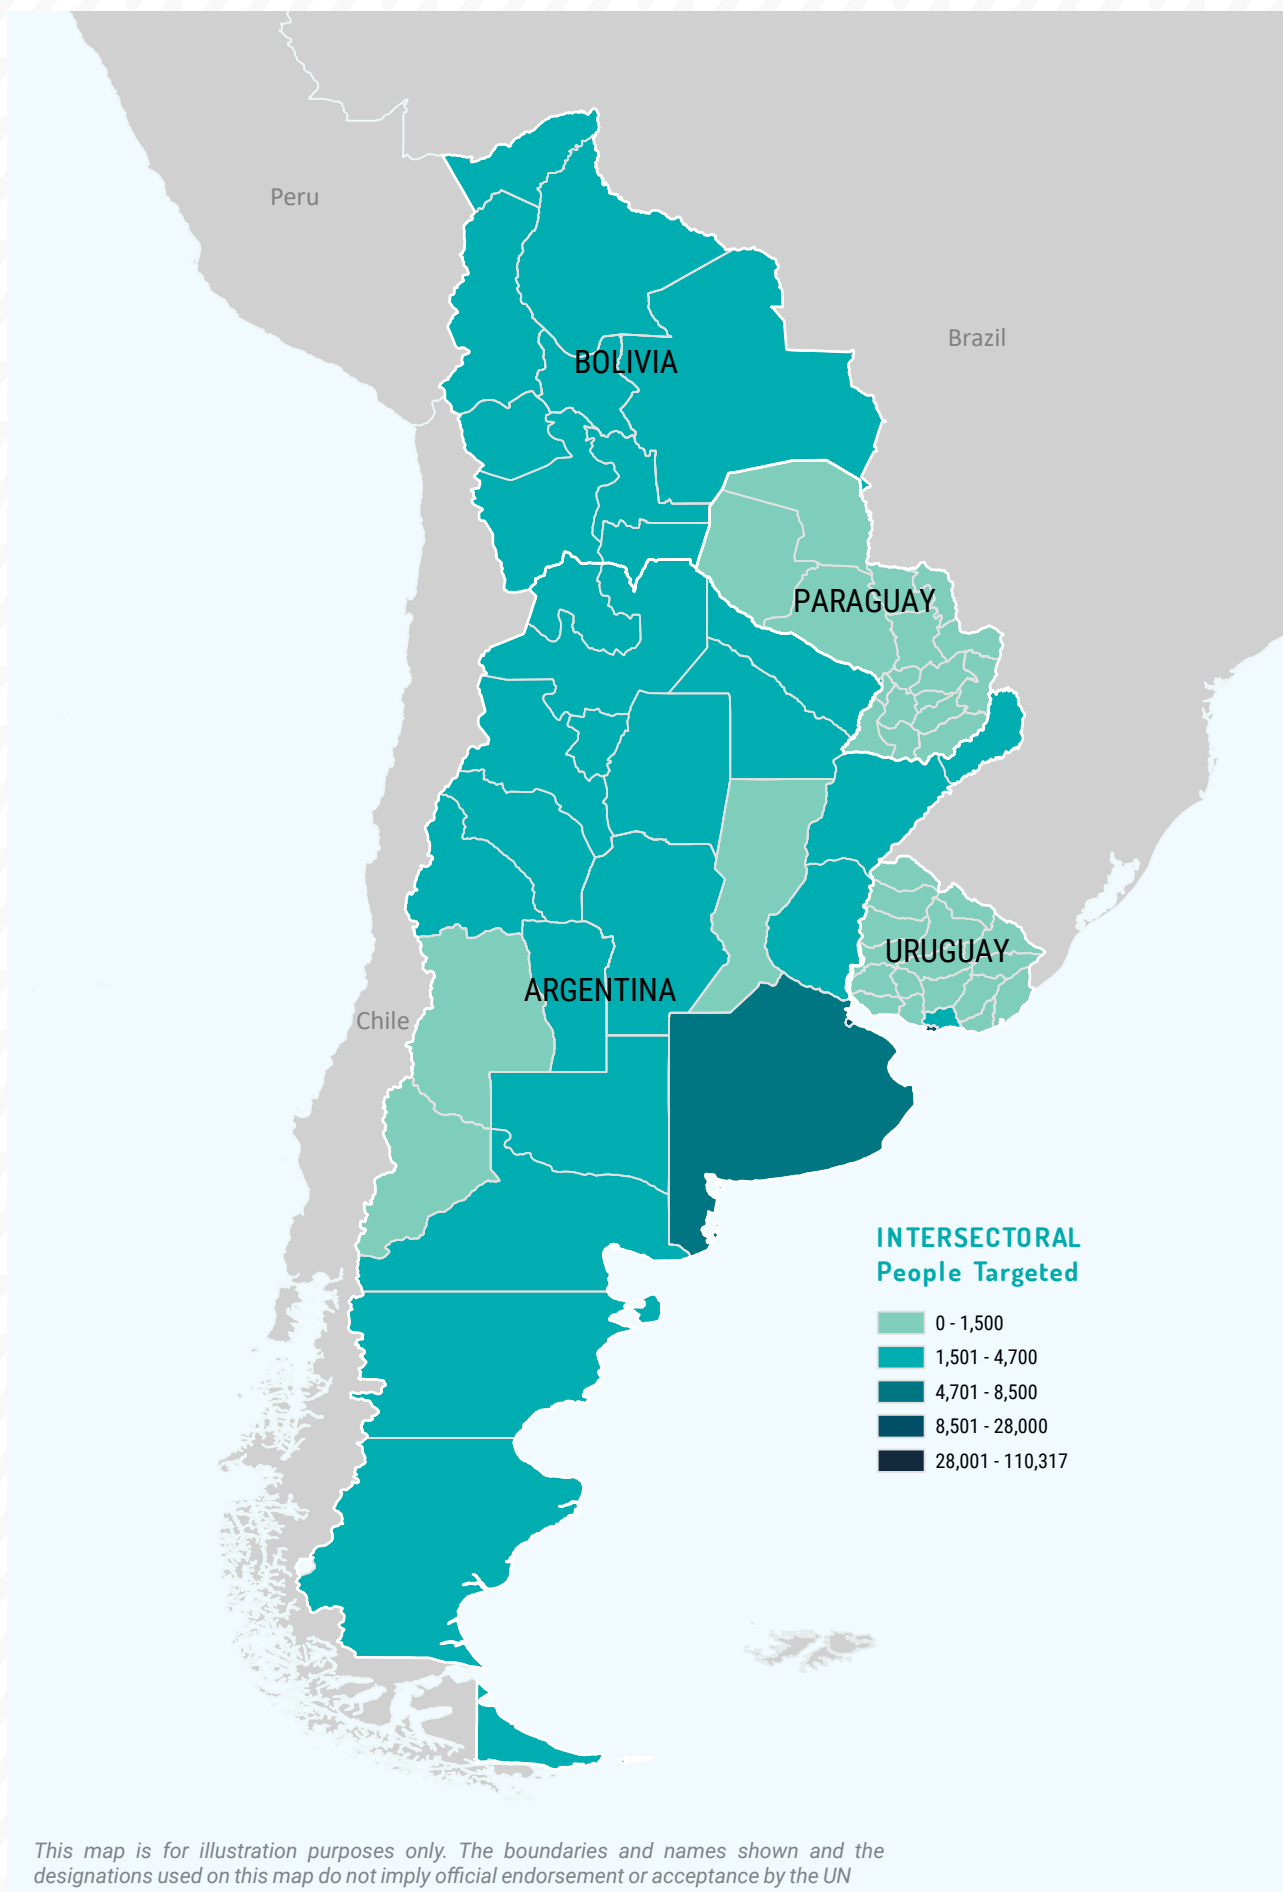 Peru
Brazil
BOLIVIA
PARAGUAY
URUGUAY
ARGENTINA
Chile
INTERSECTORAL
People Targeted
0 - 1,500
1,501 - 4,700
4,701 - 8,500
8,501 - 28,000
28,001 - 110,317
This map is for illustration purposes only. The boundaries and names shown and the
designations used on this map do not imply official endorsement or acceptance by the UN